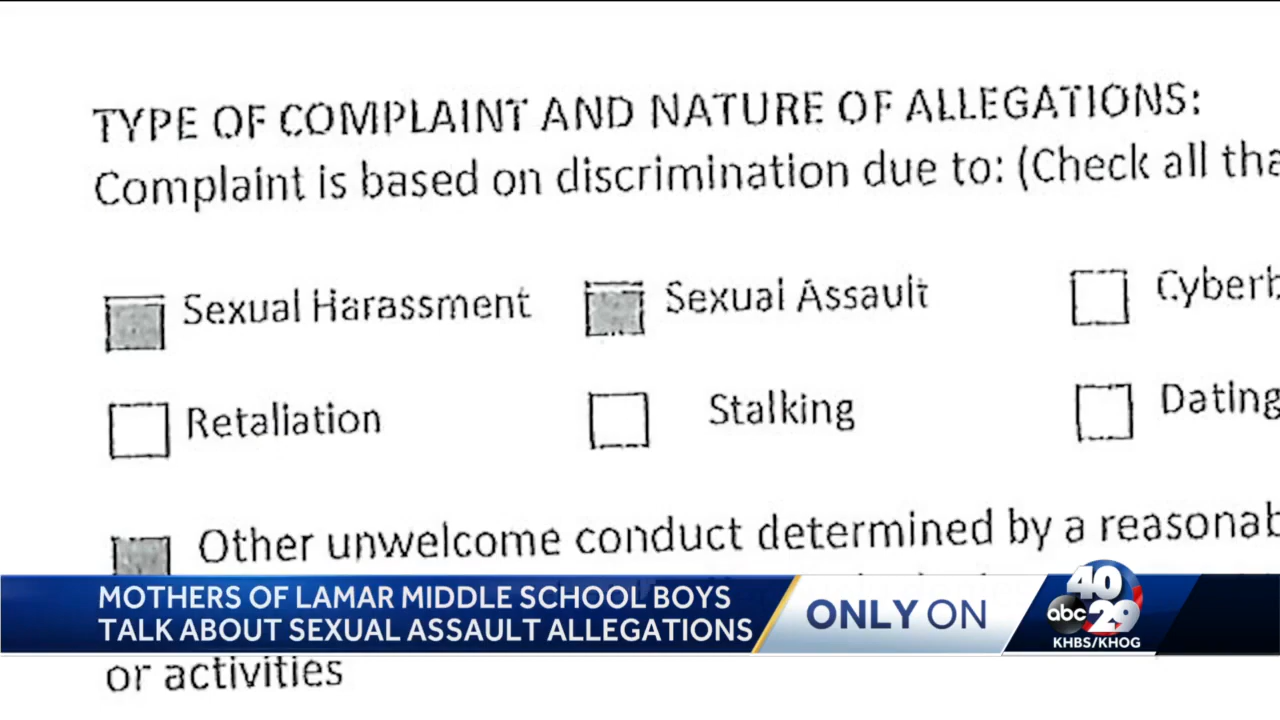 TYPE OF COMPLAINT AND NATURE OF ALLEGATIONS:
Complaint is based on discrimination due to: (Check all tha
Sexual Harassment Sexual Assault Cyberb
Retaliation Stalking Dating
Other unwelcome conduct determined by a reasonab
MOTHERS OF LAMAR MIDDLE SCHOOL BOYS
TALK ABOUT SEXUAL ASSAULT ALLEGATIONS
ONLY ON
40
abc 29
KHBS/KHOG
or activities